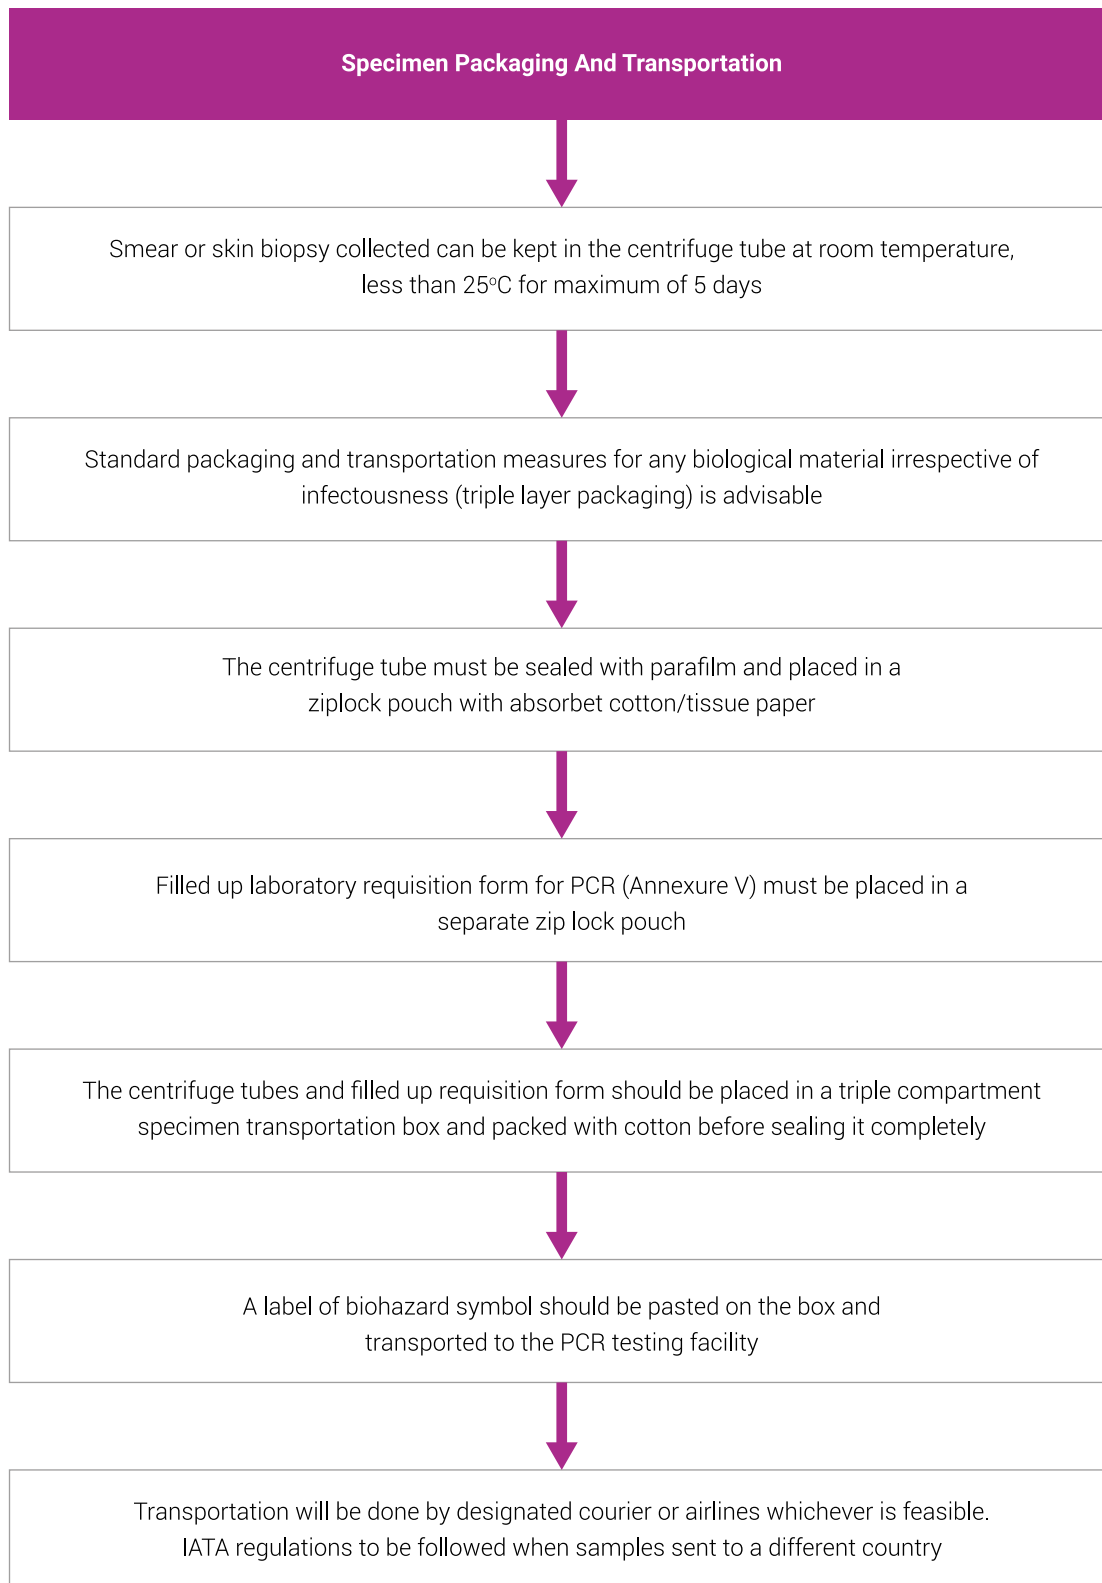 Specimen Packaging And Transportation
Smear or skin biopsy collected can be kept in the centrifuge tube at room temperature,
less than 25°C for maximum of 5 days
Standard packaging and transportation measures for any biological material irrespective of
infectousness (triple layer packaging) is advisable
The centrifuge tube must be sealed with parafilm and placed in a
ziplock pouch with absorbet cotton/tissue paper
Filled up laboratory requisition form for PCR (Annexure V) must be placed in a
separate zip lock pouch
The centrifuge tubes and filled up requisition form should be placed in a triple compartment
specimen transportation box and packed with cotton before sealing it completely
A label of biohazard symbol should be pasted on the box and
transported to the PCR testing facility
Transportation will be done by designated courier or airlines whichever is feasible.
IATA regulations to be followed when samples sent to a different country